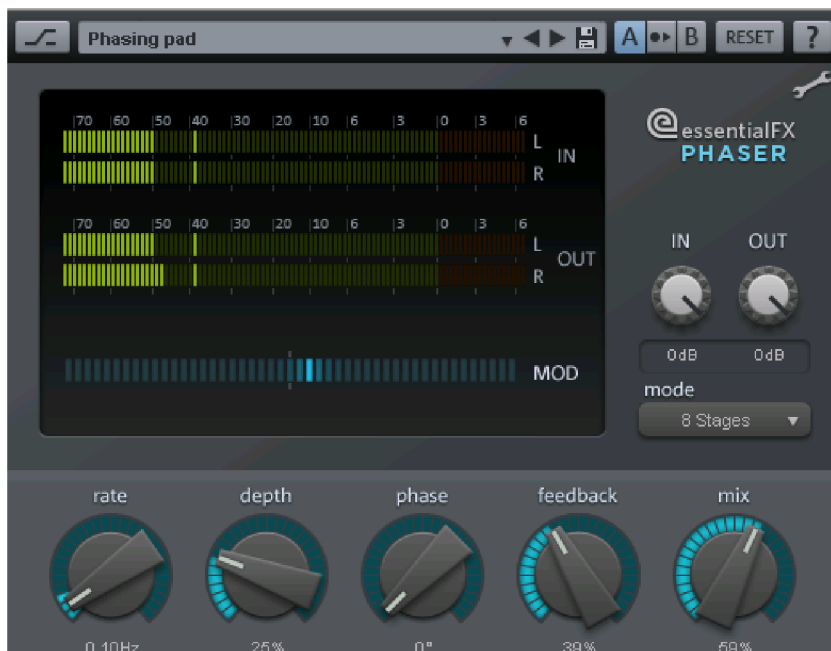 Phasing pad
A
B
RESET
?
70 60 50 40 30 20 10 6 3 0 3 6
L
IN
R
essentialFX
PHASER
70 60 50 40 30 20 10 6 3 0 3 6
L
OUT
R
IN OUT
0dB 0dB
MOD
mode
8 Stages
rate depth phase feedback mix
0.10Hz 25% 0° 39% 59%